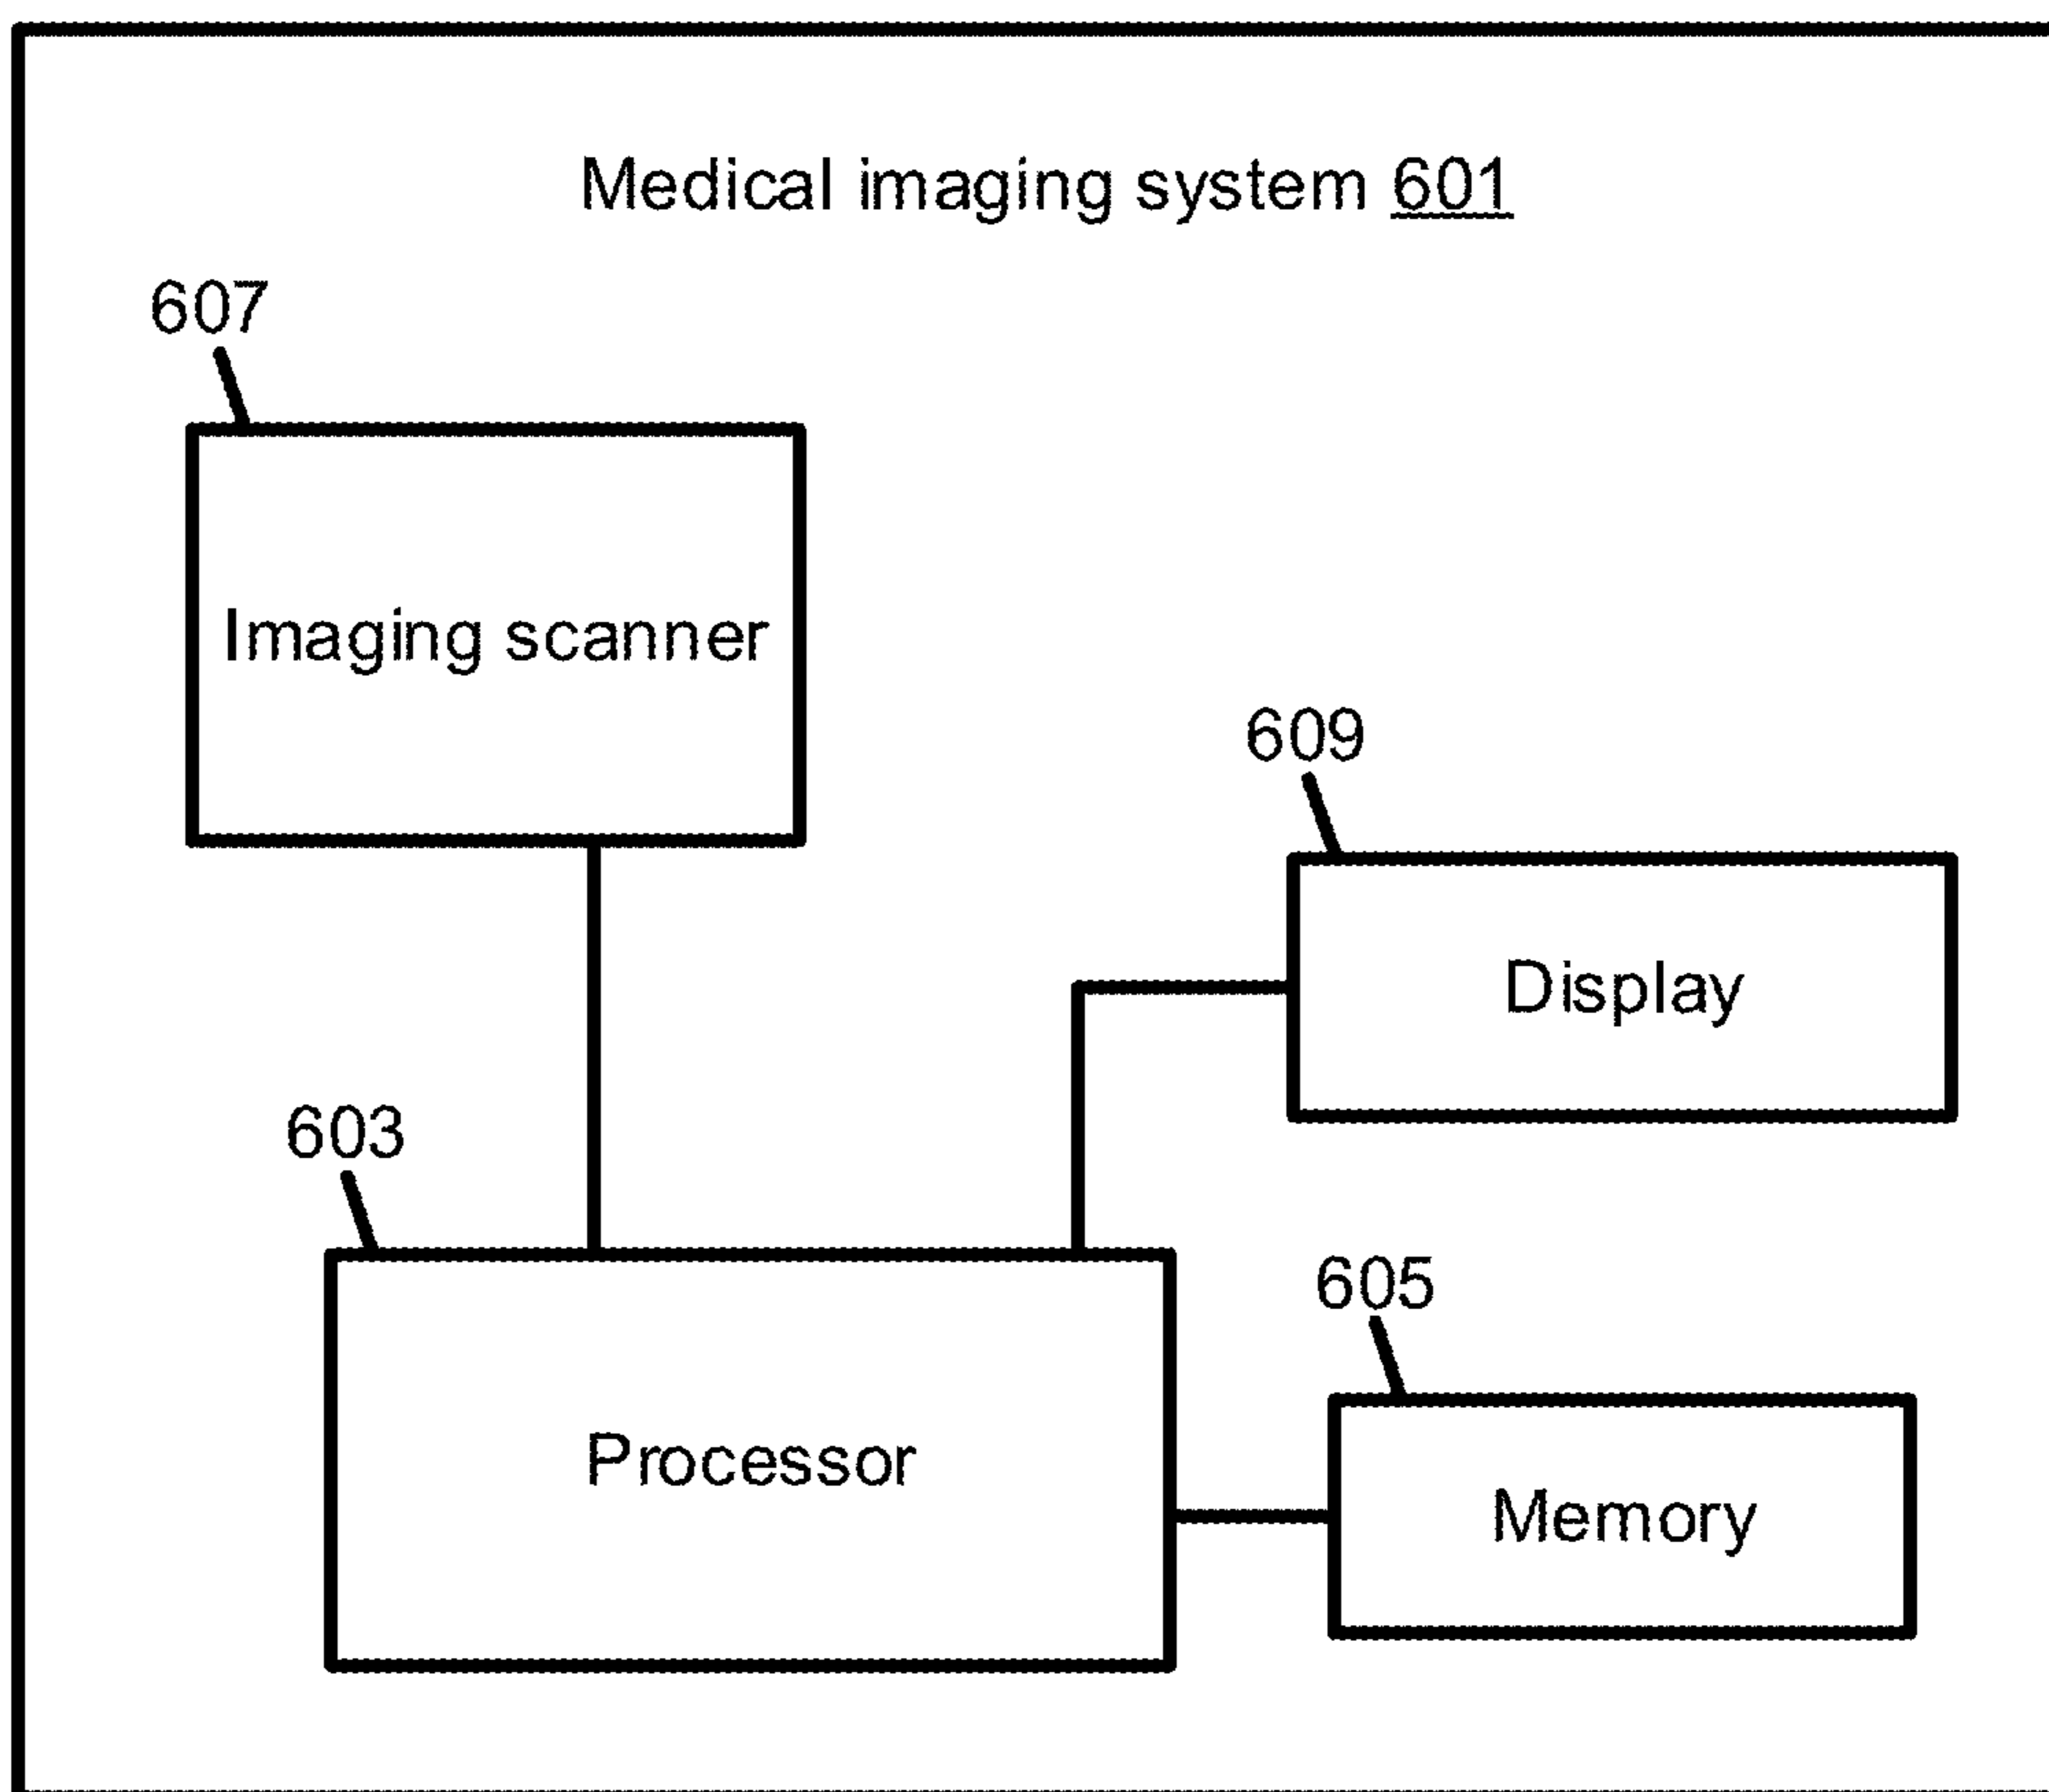 Medical imaging system 601
607
Imaging scanner
609
Display
603
605
Processor
Memory